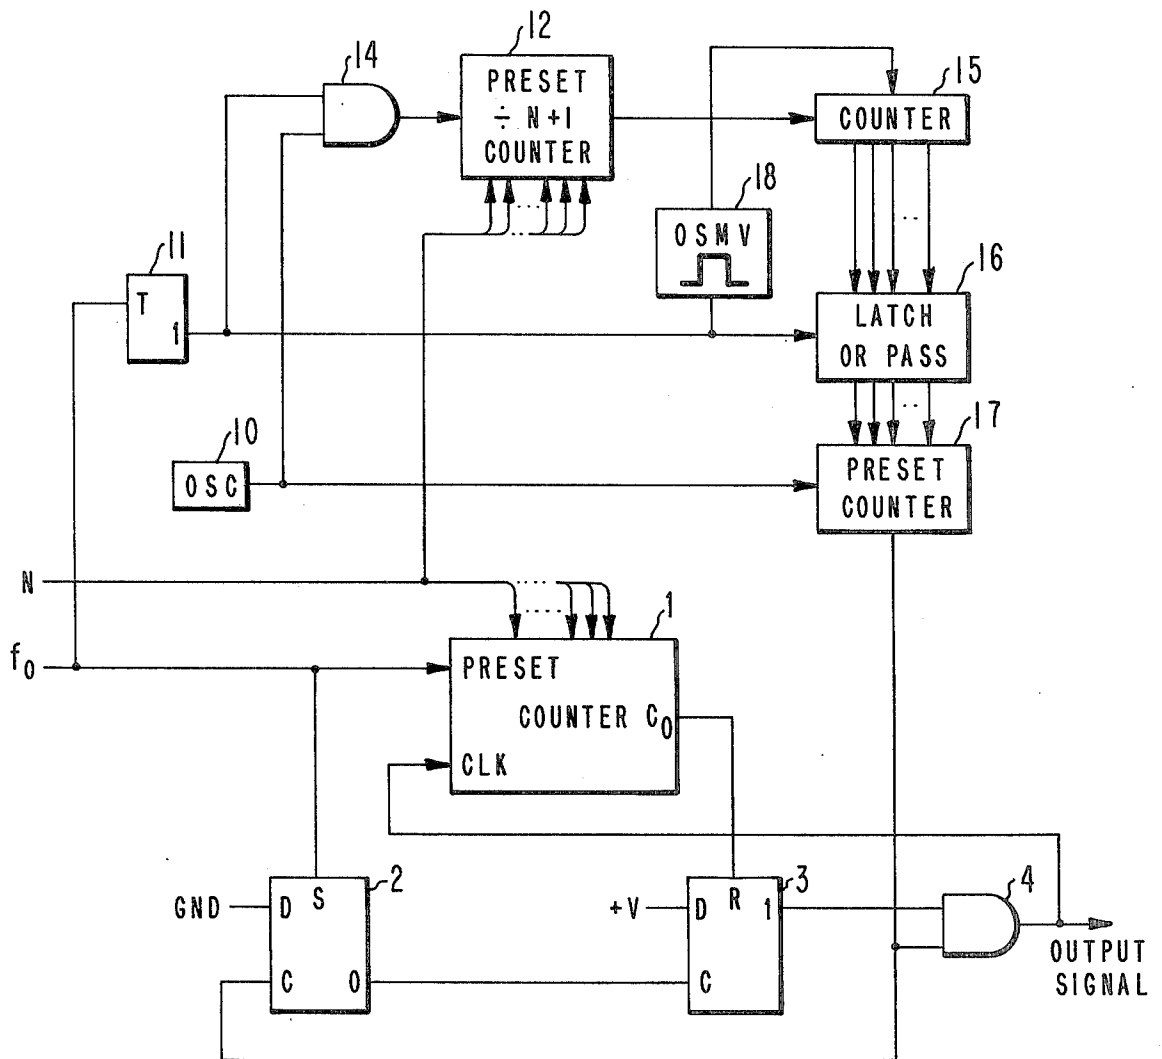 12
14
PRESET
÷ N+1
COUNTER
15
COUNTER
18
OSMV
11
T
1
16
LATCH
OR PASS
10
OSC
17
PRESET
COUNTER
N
f0
1
PRESET
COUNTER C0
CLK
2
GND
D S
C 0
3
+V
D R 1
C
4
OUTPUT
SIGNAL